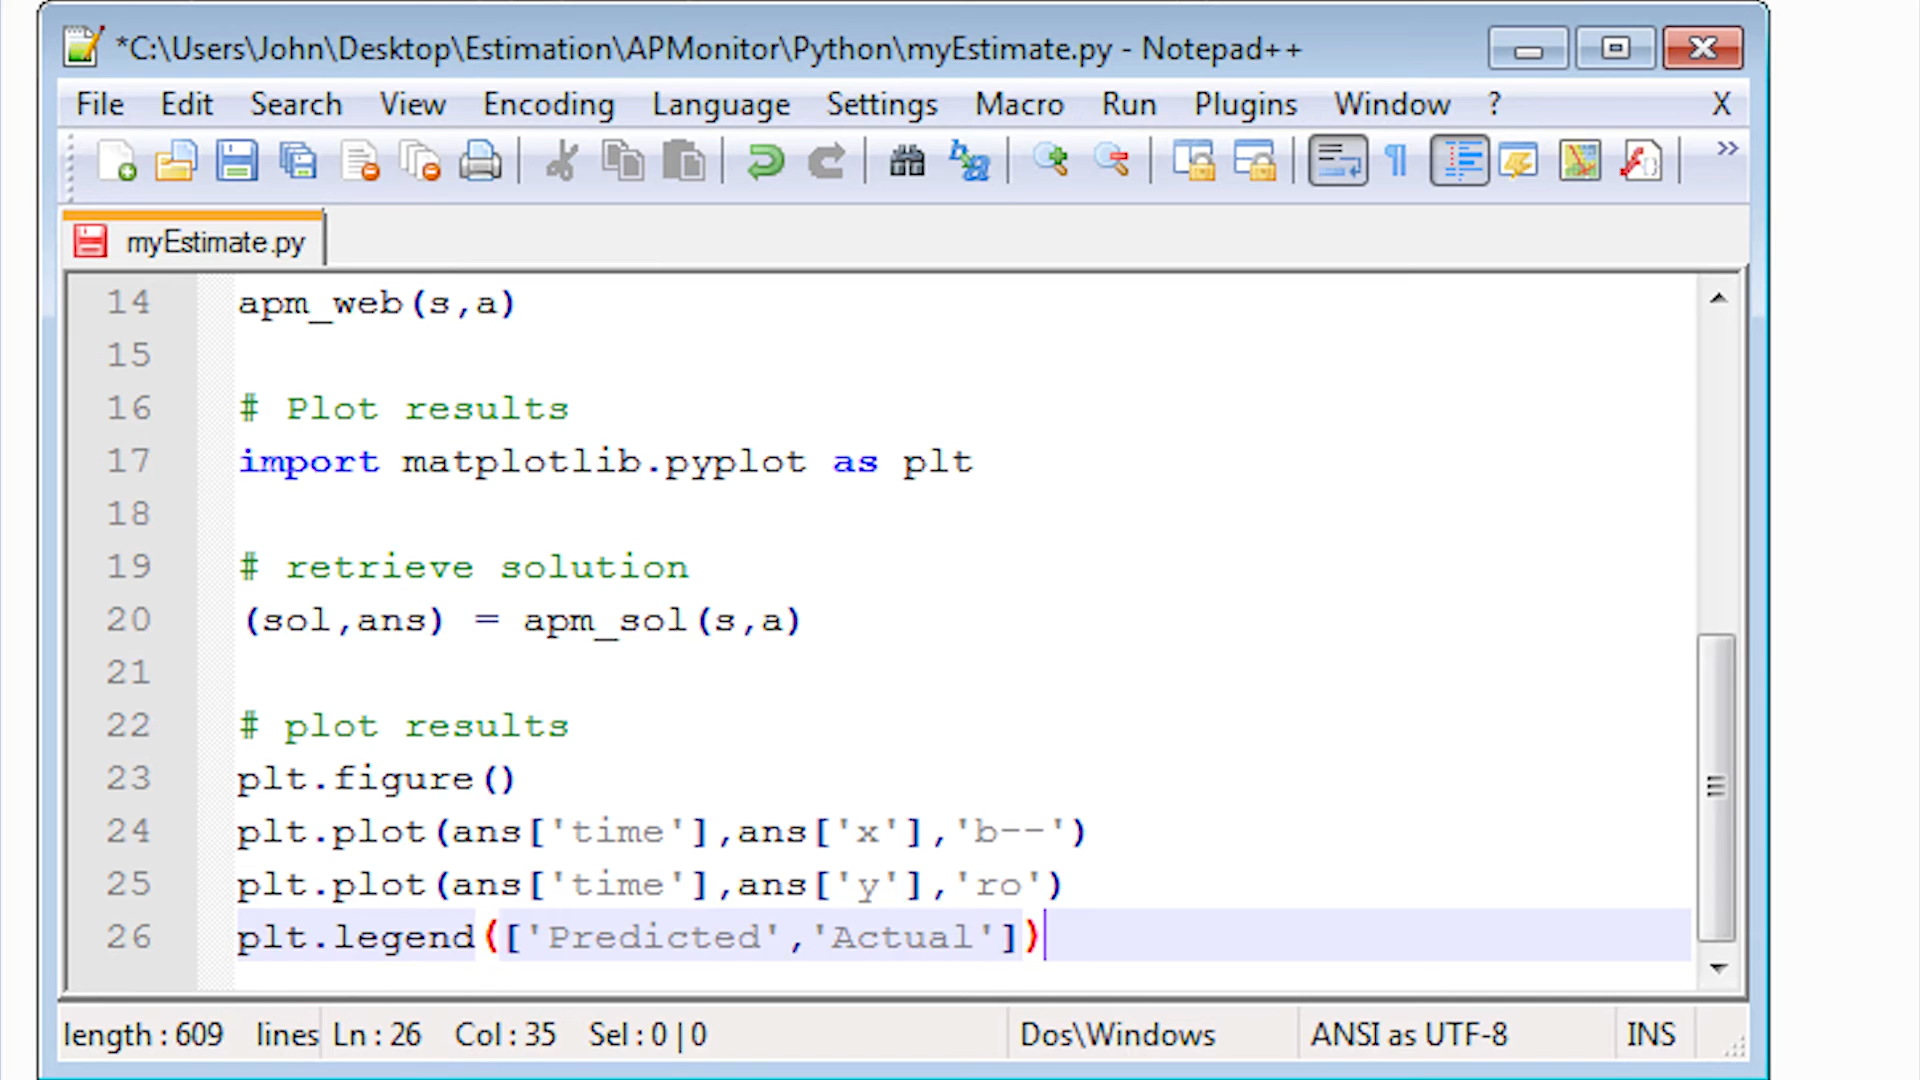 *C:\Users\John\Desktop\Estimation\APMonitor\Python\myEstimate.py - Notepad++
File Edit Search View Encoding Language Settings Macro Run Plugins Window ? X
myEstimate.py
14 apm_web(s,a)
15
16 # Plot results
17 import matplotlib.pyplot as plt
18
19 # retrieve solution
20 (sol,ans) = apm_sol(s,a)
21
22 # plot results
23 plt.figure()
24 plt.plot(ans['time'],ans['x'],'b--')
25 plt.plot(ans['time'],ans['y'],'ro')
26 plt.legend(['Predicted','Actual'])
length : 609 lines Ln : 26 Col : 35 Sel : 0 | 0 Dos\Windows ANSI as UTF-8 INS